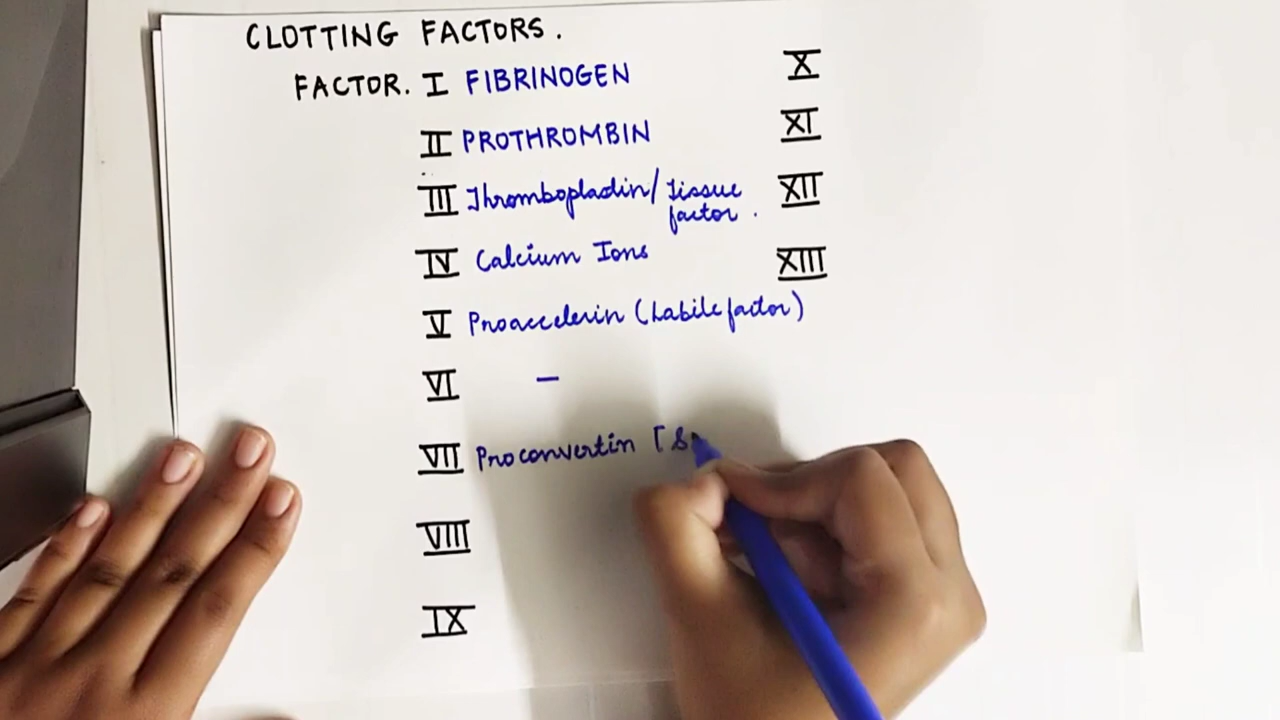 CLOTTING FACTORS.
FACTOR. I FIBRINOGEN
II PROTHROMBIN
III Thrombopladin/Tissue factor.
IV Calcium Ions
V Proaccelerin (Labile factor)
VI –
VII Proconvertin [S
VIII
IX
X
XI
XII
XIII